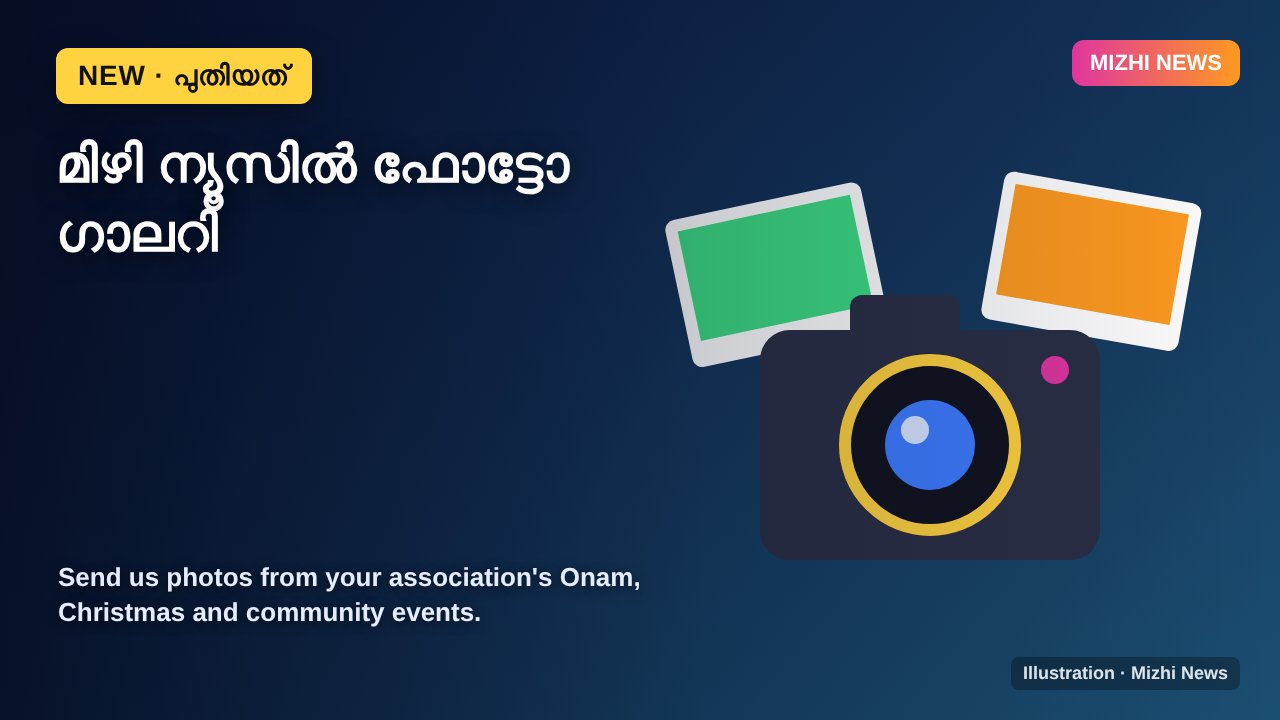 NEW · പുതിയത്
MIZHI NEWS
മിഴി ന്യൂസിൽ ഫോട്ടോ
ഗാലറി
Send us photos from your association's Onam,
Christmas and community events.
Illustration · Mizhi News